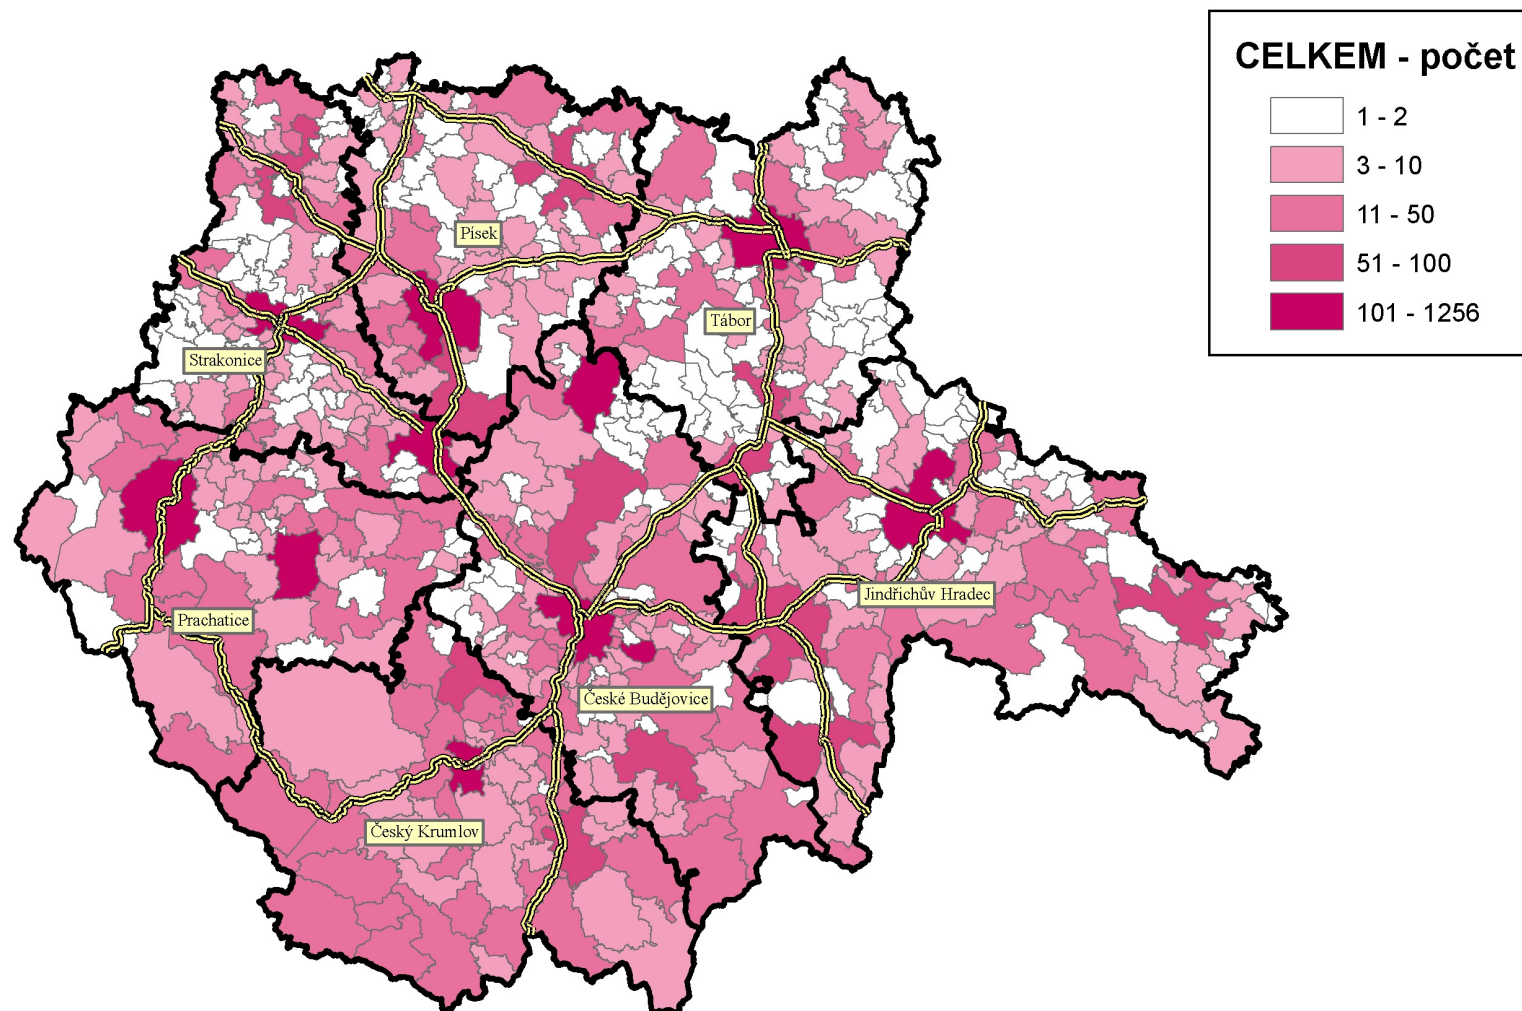 CELKEM - počet
1 - 2
3 - 10
11 - 50
51 - 100
101 - 1256
Písek
Tábor
Strakonice
Jindřichův Hradec
Prachatice
České Budějovice
Český Krumlov